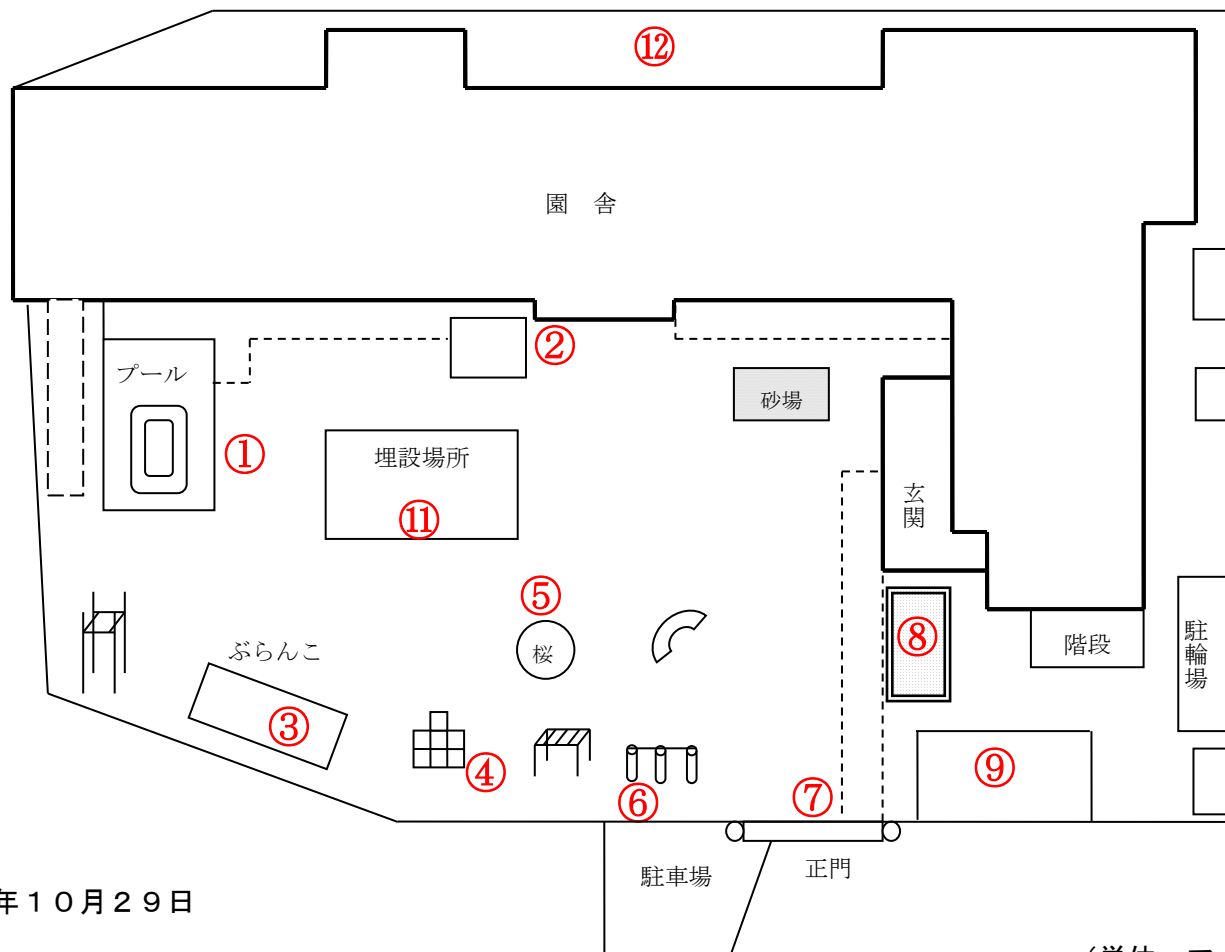 ⑫
園　舎
②
プール
砂場
①
埋設場所
⑪
玄関
⑤
桜
⑧
ぶらんこ
階段
駐輪場
③
④
⑥
⑦
⑨
駐車場
正門
年１０月２９日